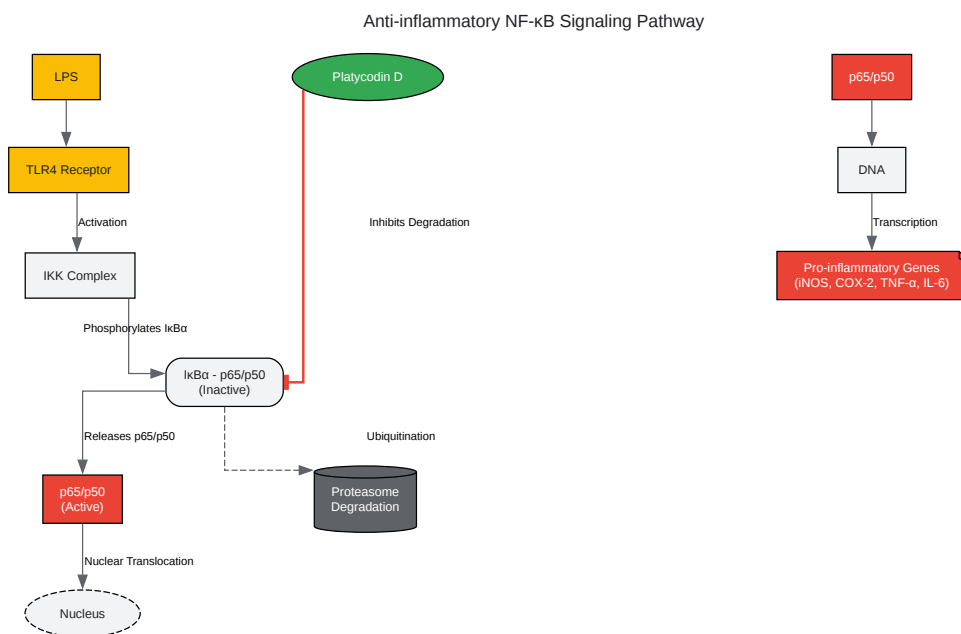 Anti-inflammatory NF-κB Signaling Pathway
LPS
Platycodin D
p65/p50
TLR4 Receptor
DNA
Activation
Inhibits Degradation
Transcription
IKK Complex
Pro-inflammatory Genes
(iNOS, COX-2, TNF-α, IL-6)
Phosphorylates IκBα
IκBα - p65/p50
(Inactive)
Releases p65/p50
Ubiquitination
p65/p50
(Active)
Proteasome
Degradation
Nuclear Translocation
Nucleus